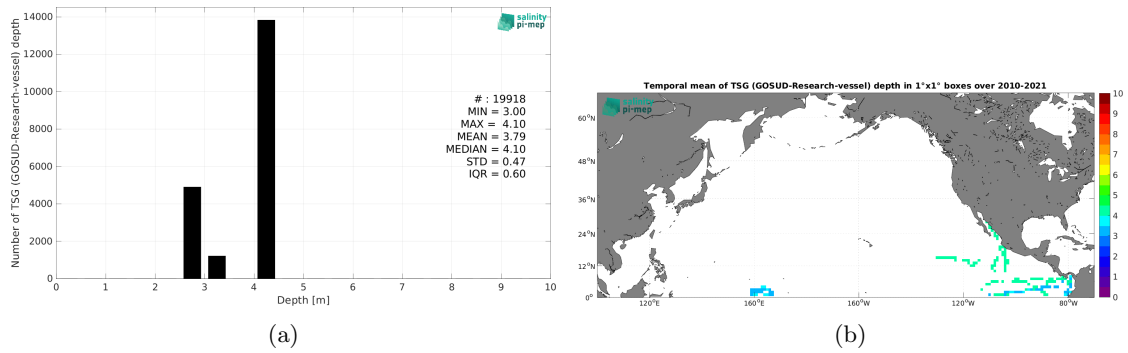 salinity
pi-mep
Number of TSG (GOSUD-Research-vessel) depth
14000
12000
10000
8000
6000
4000
2000
0
# : 19918
MIN = 3.00
MAX = 4.10
MEAN = 3.79
MEDIAN = 4.10
STD = 0.47
IQR = 0.60
0 1 2 3 4 5 6 7 8 9 10
Depth [m]
(a)
Temporal mean of TSG (GOSUD-Research-vessel) depth in 1°x1° boxes over 2010-2021
salinity
pi-mep
60°N
48°N
36°N
24°N
12°N
0°
120°E 160°E 160°W 120°W 80°W
10
9
8
7
6
5
4
3
2
1
0
(b)